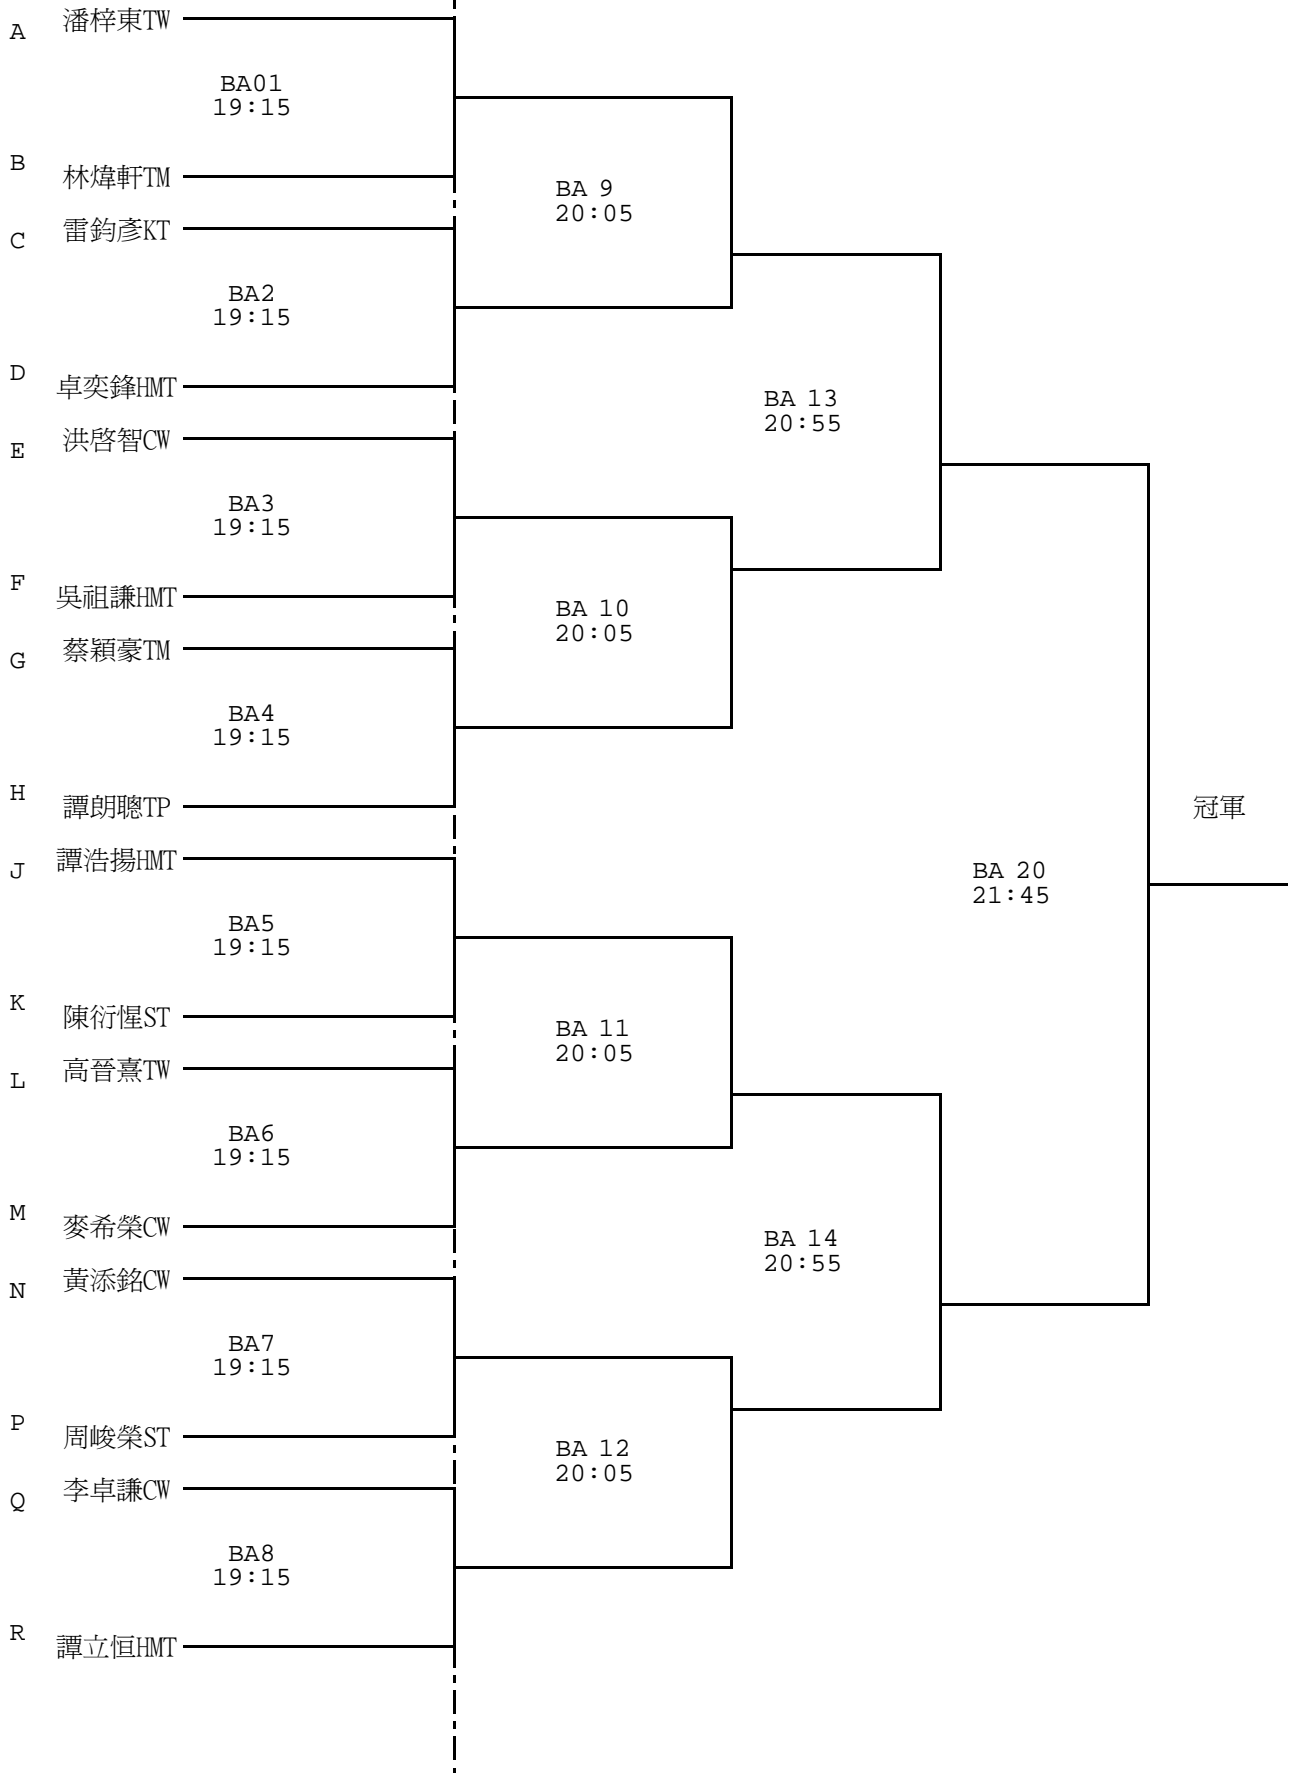 A 潘梓東TW
BA01
19:15
B 林煒軒TM
BA 9
20:05
C 雷鈞彥KT
BA2
19:15
D 卓奕鋒HMT
BA 13
20:55
E 洪啓智CW
BA3
19:15
F 吳祖謙HMT
BA 10
20:05
G 蔡穎豪TM
BA4
19:15
H 譚朗聰TP
冠軍
J 譚浩揚HMT
BA 20
21:45
BA5
19:15
K 陳衍惺ST
BA 11
20:05
L 高晉熹TW
BA6
19:15
M 麥希榮CW
BA 14
20:55
N 黃添銘CW
BA7
19:15
P 周峻榮ST
BA 12
20:05
Q 李卓謙CW
BA8
19:15
R 譚立恒HMT